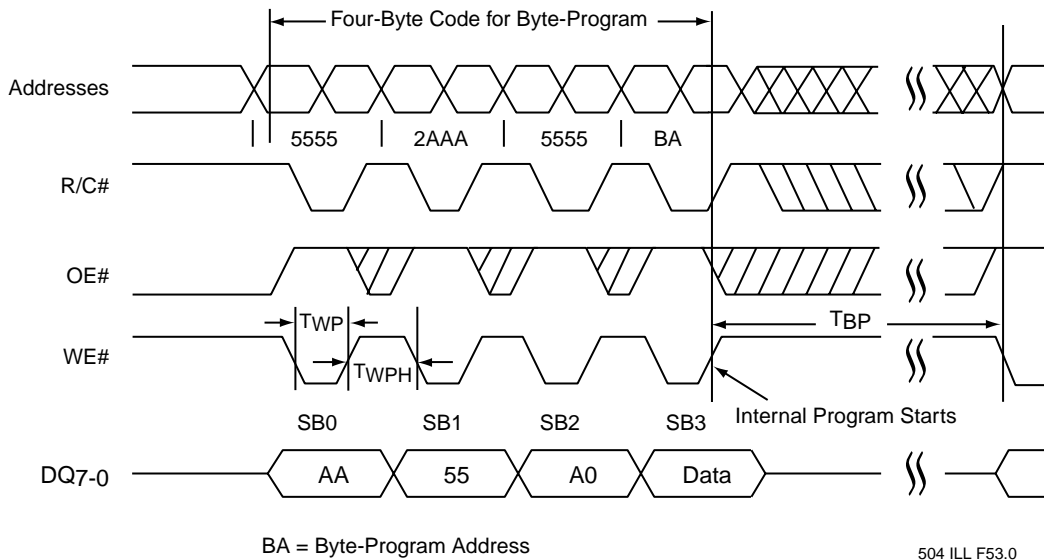 Four-Byte Code for Byte-Program
Addresses
5555 2AAA 5555 BA
R/C#
OE#
TWP
TBP
WE#
TWPH
Internal Program Starts
SB0 SB1 SB2 SB3
DQ7-0
AA 55 A0 Data
BA = Byte-Program Address
504 ILL F53.0